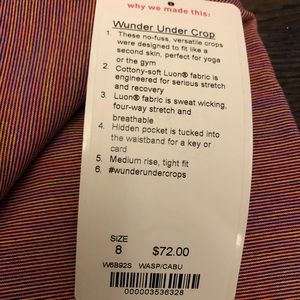 why we made this:
Wunder Under Crop
1. These no-fuss, versatile crops
were designed to fit like a
second skin, perfect for yoga
or the gym
2. Cottony-soft Luon® fabric is
engineered for serious stretch
and recovery
3. Luon® fabric is sweat wicking,
four-way stretch and
breathable
4. Hidden pocket is tucked into
the waistband for a key or
card
5. Medium rise, tight fit
6. #wunderundercrops
SIZE
8 $72.00
W6B92S WASP/CABU
000003536328